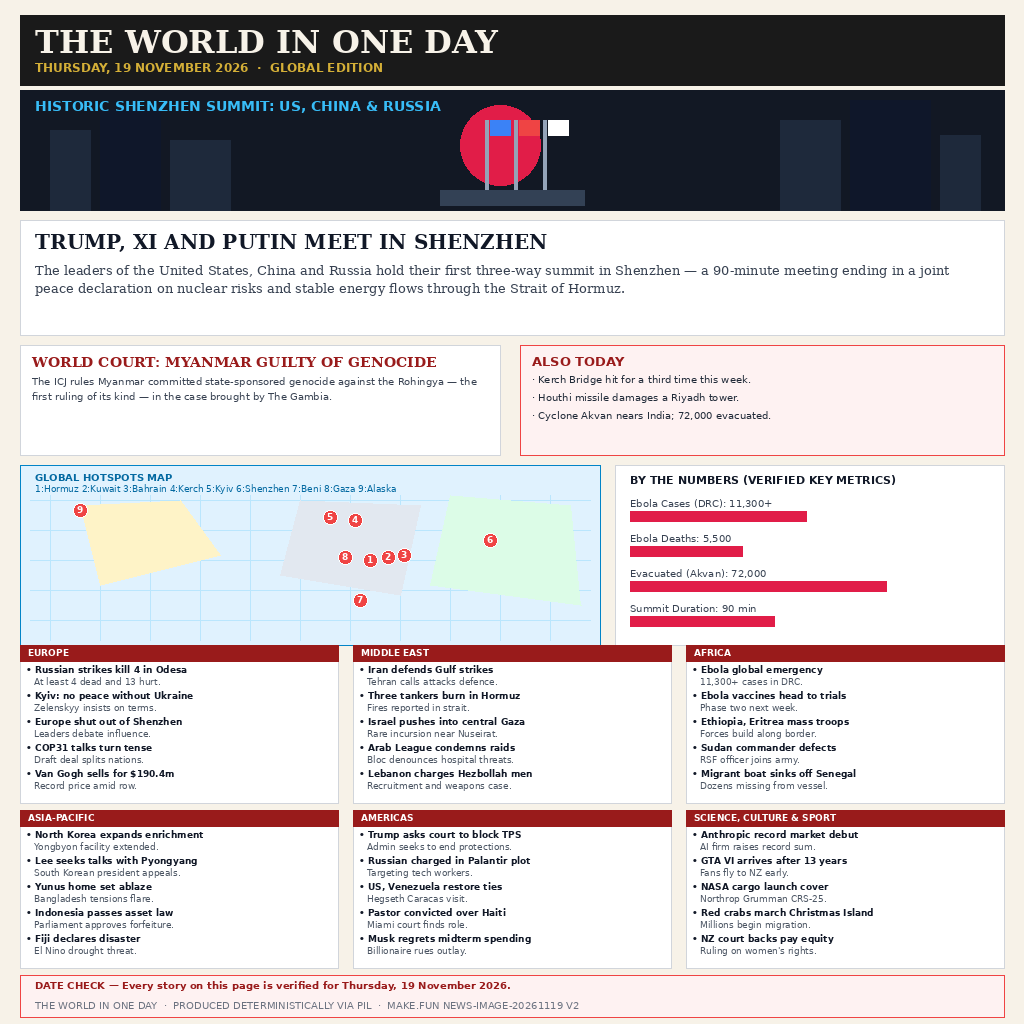 THE WORLD IN ONE DAY
THURSDAY, 19 NOVEMBER 2026 · GLOBAL EDITION
HISTORIC SHENZHEN SUMMIT: US, CHINA & RUSSIA
TRUMP, XI AND PUTIN MEET IN SHENZHEN
The leaders of the United States, China and Russia hold their first three-way summit in Shenzhen — a 90-minute meeting ending in a joint
peace declaration on nuclear risks and stable energy flows through the Strait of Hormuz.
WORLD COURT: MYANMAR GUILTY OF GENOCIDE
The ICJ rules Myanmar committed state-sponsored genocide against the Rohingya — the
first ruling of its kind — in the case brought by The Gambia.
ALSO TODAY
· Kerch Bridge hit for a third time this week.
· Houthi missile damages a Riyadh tower.
· Cyclone Akvan nears India; 72,000 evacuated.
GLOBAL HOTSPOTS MAP
1:Hormuz 2:Kuwait 3:Bahrain 4:Kerch 5:Kyiv 6:Shenzhen 7:Beni 8:Gaza 9:Alaska
9
5
4
6
8
1
2
3
7
BY THE NUMBERS (VERIFIED KEY METRICS)
Ebola Cases (DRC): 11,300+
Ebola Deaths: 5,500
Evacuated (Akvan): 72,000
Summit Duration: 90 min
EUROPE
• Russian strikes kill 4 in Odesa
At least 4 dead and 13 hurt.
• Kyiv: no peace without Ukraine
Zelenskyy insists on terms.
• Europe shut out of Shenzhen
Leaders debate influence.
• COP31 talks turn tense
Draft deal splits nations.
• Van Gogh sells for $190.4m
Record price amid row.
MIDDLE EAST
• Iran defends Gulf strikes
Tehran calls attacks defence.
• Three tankers burn in Hormuz
Fires reported in strait.
• Israel pushes into central Gaza
Rare incursion near Nuseirat.
• Arab League condemns raids
Bloc denounces hospital threats.
• Lebanon charges Hezbollah men
Recruitment and weapons case.
AFRICA
• Ebola global emergency
11,300+ cases in DRC.
• Ebola vaccines head to trials
Phase two next week.
• Ethiopia, Eritrea mass troops
Forces build along border.
• Sudan commander defects
RSF officer joins army.
• Migrant boat sinks off Senegal
Dozens missing from vessel.
ASIA-PACIFIC
• North Korea expands enrichment
Yongbyon facility extended.
• Lee seeks talks with Pyongyang
South Korean president appeals.
• Yunus home set ablaze
Bangladesh tensions flare.
• Indonesia passes asset law
Parliament approves forfeiture.
• Fiji declares disaster
El Nino drought threat.
AMERICAS
• Trump asks court to block TPS
Admin seeks to end protections.
• Russian charged in Palantir plot
Targeting tech workers.
• US, Venezuela restore ties
Hegseth Caracas visit.
• Pastor convicted over Haiti
Miami court finds role.
• Musk regrets midterm spending
Billionaire rues outlay.
SCIENCE, CULTURE & SPORT
• Anthropic record market debut
AI firm raises record sum.
• GTA VI arrives after 13 years
Fans fly to NZ early.
• NASA cargo launch cover
Northrop Grumman CRS-25.
• Red crabs march Christmas Island
Millions begin migration.
• NZ court backs pay equity
Ruling on women's rights.
DATE CHECK — Every story on this page is verified for Thursday, 19 November 2026.
THE WORLD IN ONE DAY · PRODUCED DETERMINISTICALLY VIA PIL · MAKE.FUN NEWS-IMAGE-20261119 V2